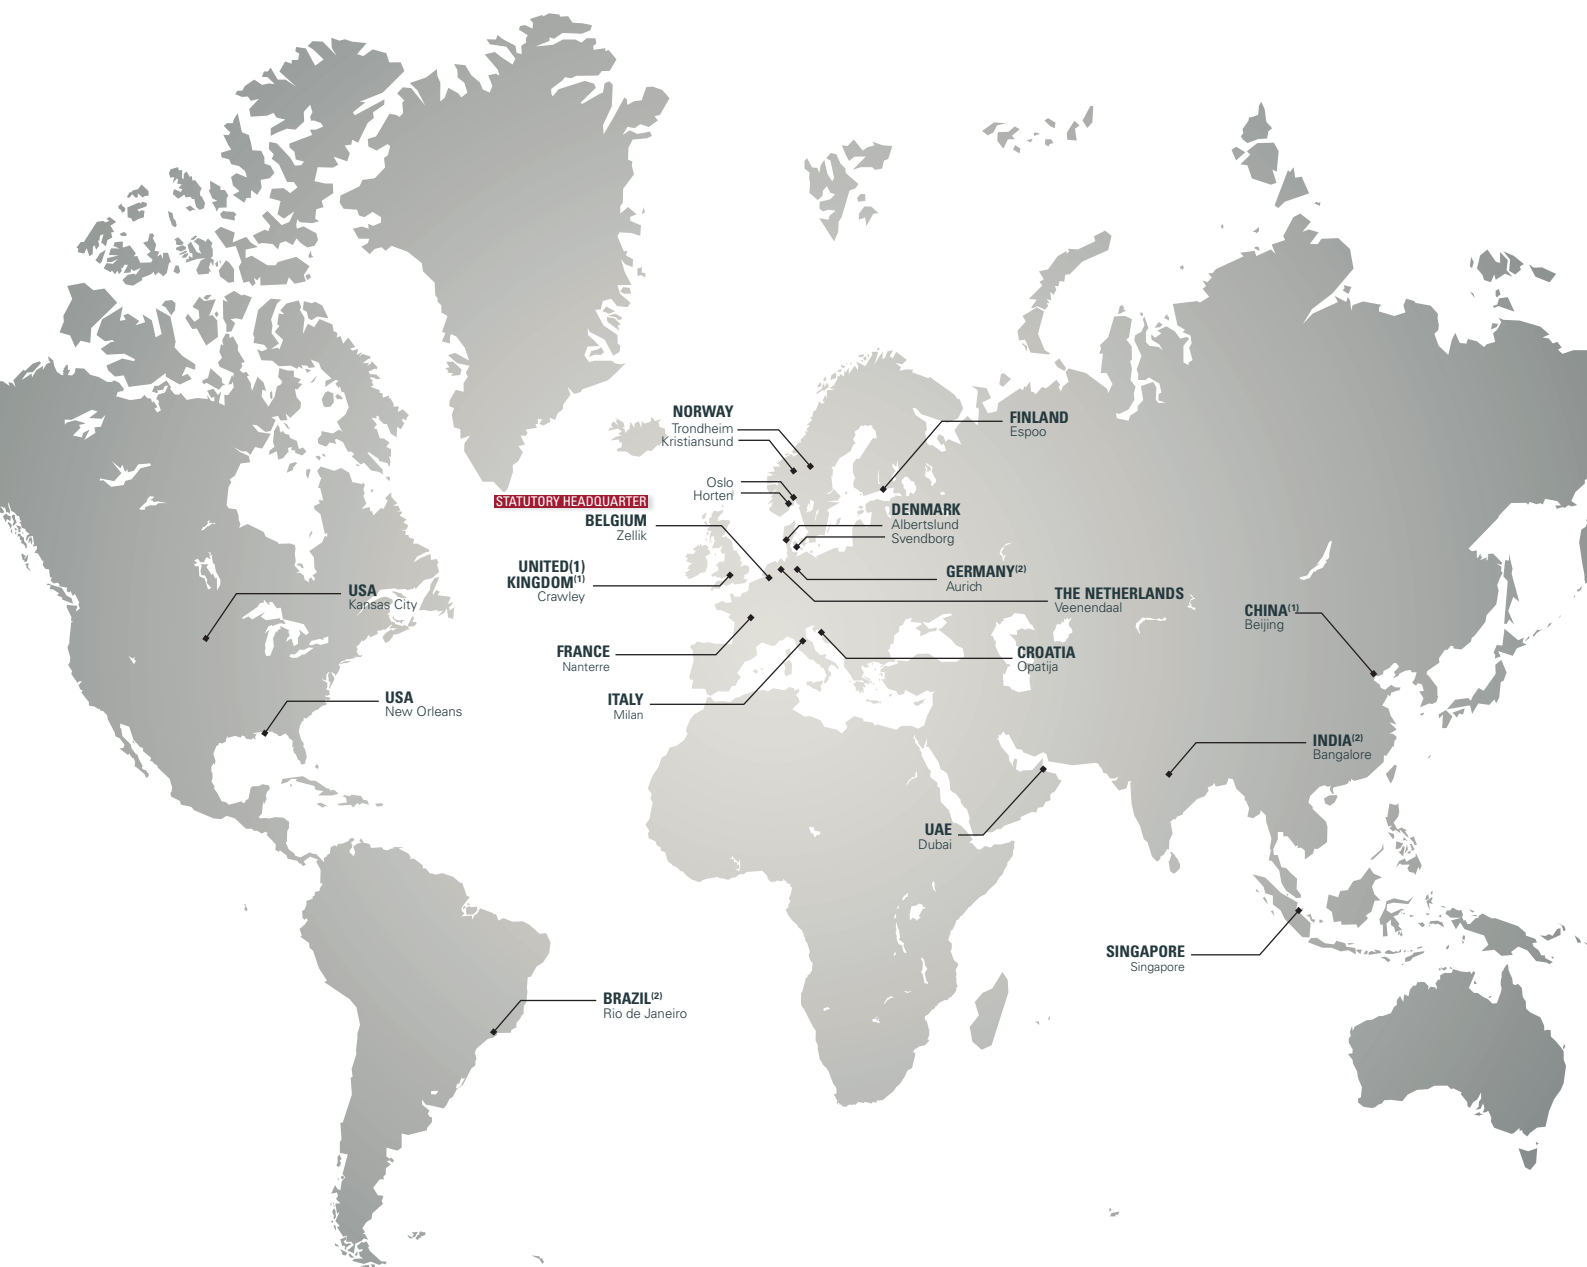 NORWAY
Trondheim
Kristiansund
Oslo
Horten
FINLAND
Espoo
STATUTORY HEADQUARTER
BELGIUM
Zellik
DENMARK
Albertslund
Svendborg
UNITED(1)
KINGDOM(1)
Crawley
GERMANY(2)
Aurich
THE NETHERLANDS
Veenendaal
USA
Kansas City
CHINA(1)
Beijing
FRANCE
Nanterre
CROATIA
Opatija
USA
New Orleans
ITALY
Milan
INDIA(2)
Bangalore
UAE
Dubai
SINGAPORE
Singapore
BRAZIL(2)
Rio de Janeiro